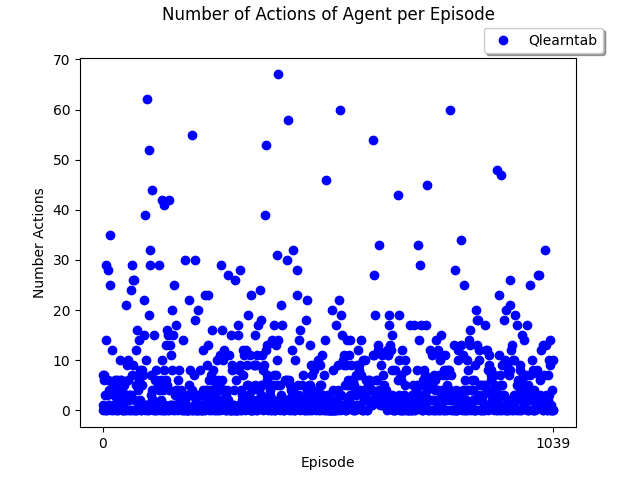 Number of Actions of Agent per Episode
Qlearntab
70
60
50
40
30
20
10
0
Number Actions
0 1039
Episode